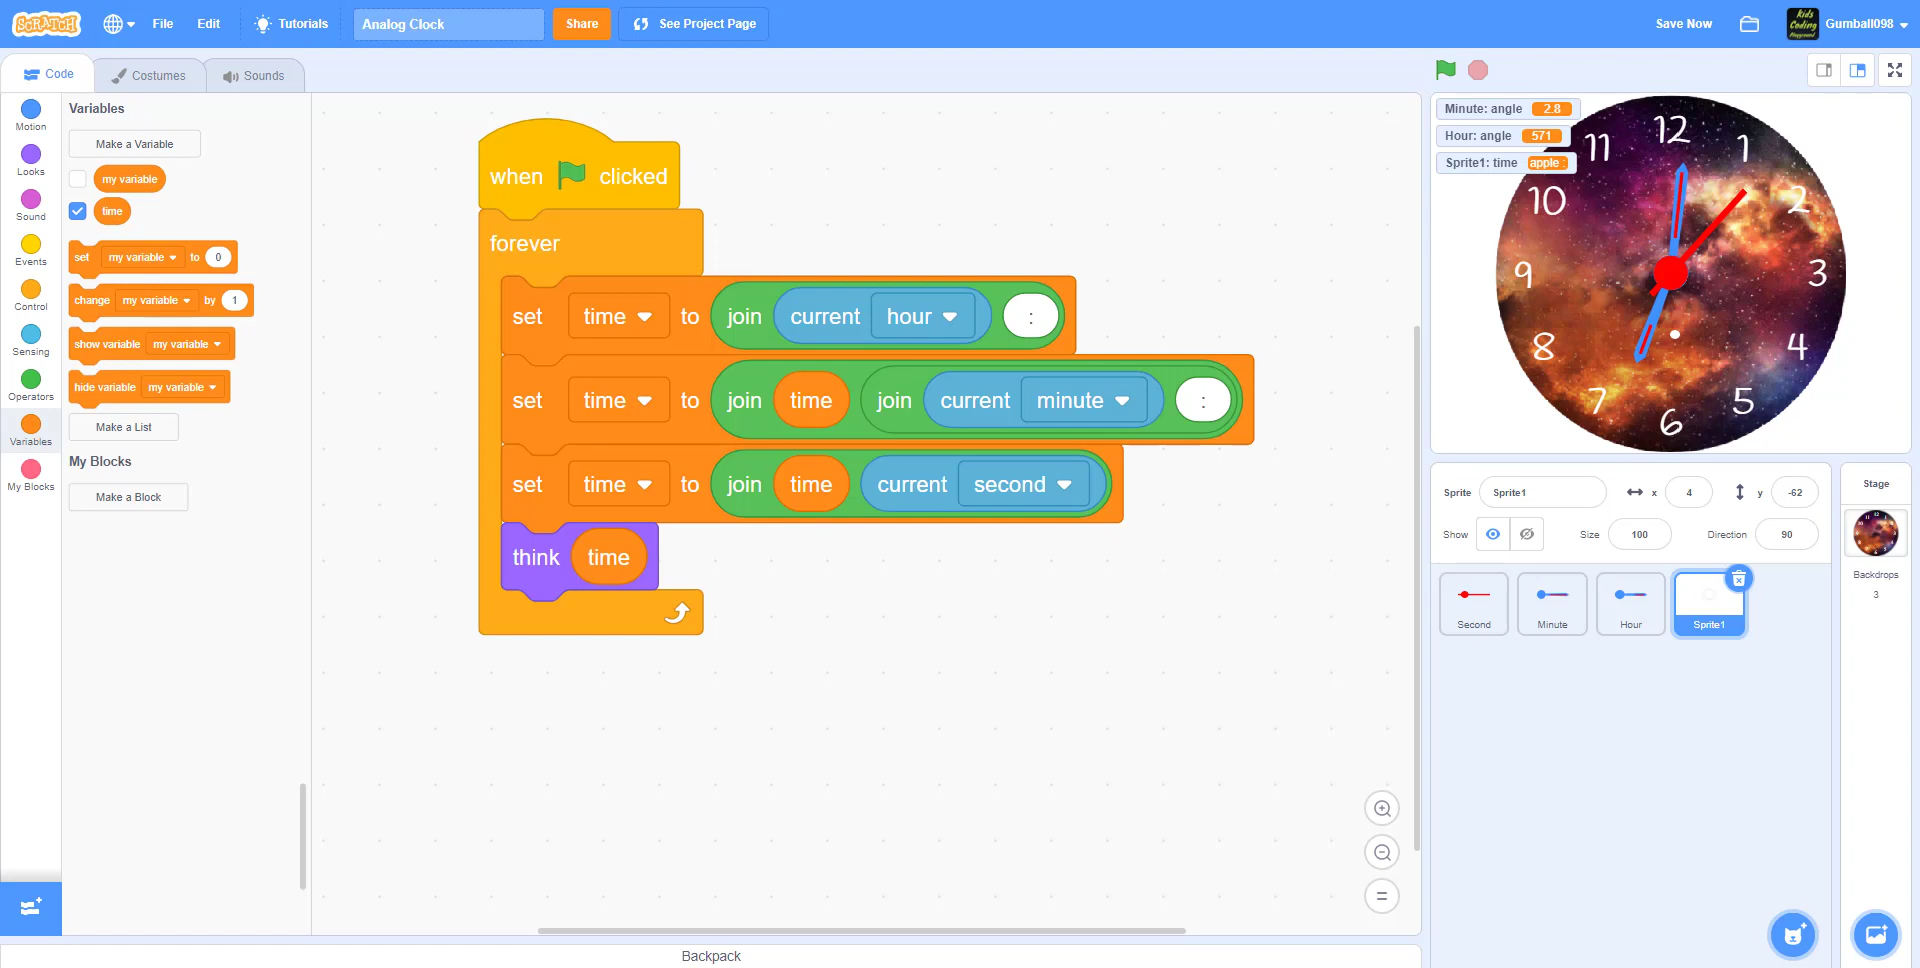 SCRATCH File Edit Tutorials Analog Clock Share See Project Page Save Now Kids Coding Playground Gumball098
Code Costumes Sounds
Motion
Looks
Sound
Events
Control
Sensing
Operators
Variables
My Blocks
Variables
Make a Variable
my variable
time
set my variable to 0
change my variable by 1
show variable my variable
hide variable my variable
Make a List
My Blocks
Make a Block
when clicked
forever
set time to join current hour :
set time to join time join current minute :
set time to join time current second
think time
Backpack
Minute: angle 2.8
Hour: angle 571
Sprite1: time apple :
12
1
2
3
4
5
6
7
8
9
10
11
Sprite Sprite1 x 4 y -62
Show Size 100 Direction 90
Second Minute Hour Sprite1
Stage
Backdrops
3